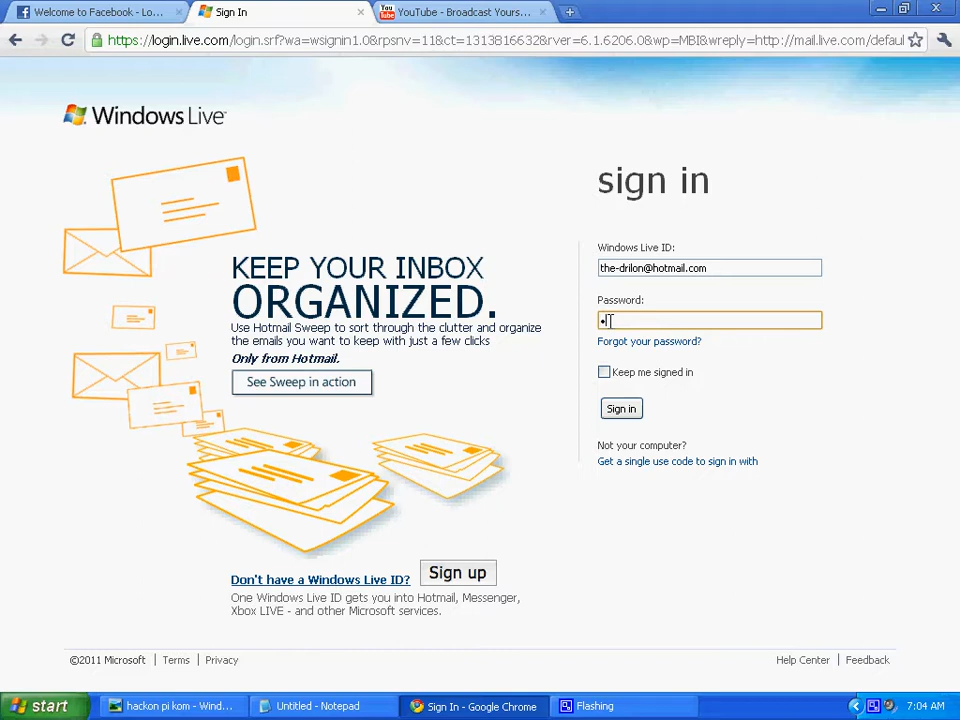 Welcome to Facebook - Lo...
Sign In
YouTube - Broadcast Yours...
https://login.live.com/login.srf?wa=wsignin1.0&rpsnv=11&ct=1313816632&rver=6.1.6206.0&wp=MBI&wreply=http://mail.live.com/defaul
Windows Live
sign in
Windows Live ID:
the-drilon@hotmail.com
Password:
Forgot your password?
Keep me signed in
Sign in
Not your computer?
Get a single use code to sign in with
KEEP YOUR INBOX
ORGANIZED.
Use Hotmail Sweep to sort through the clutter and organize
the emails you want to keep with just a few clicks
Only from Hotmail.
See Sweep in action
Don't have a Windows Live ID? Sign up
One Windows Live ID gets you into Hotmail, Messenger,
Xbox LIVE - and other Microsoft services.
©2011 Microsoft Terms Privacy Help Center Feedback
start hackon pi kom - Wind... Untitled - Notepad Sign In - Google Chrome Flashing 7:04 AM